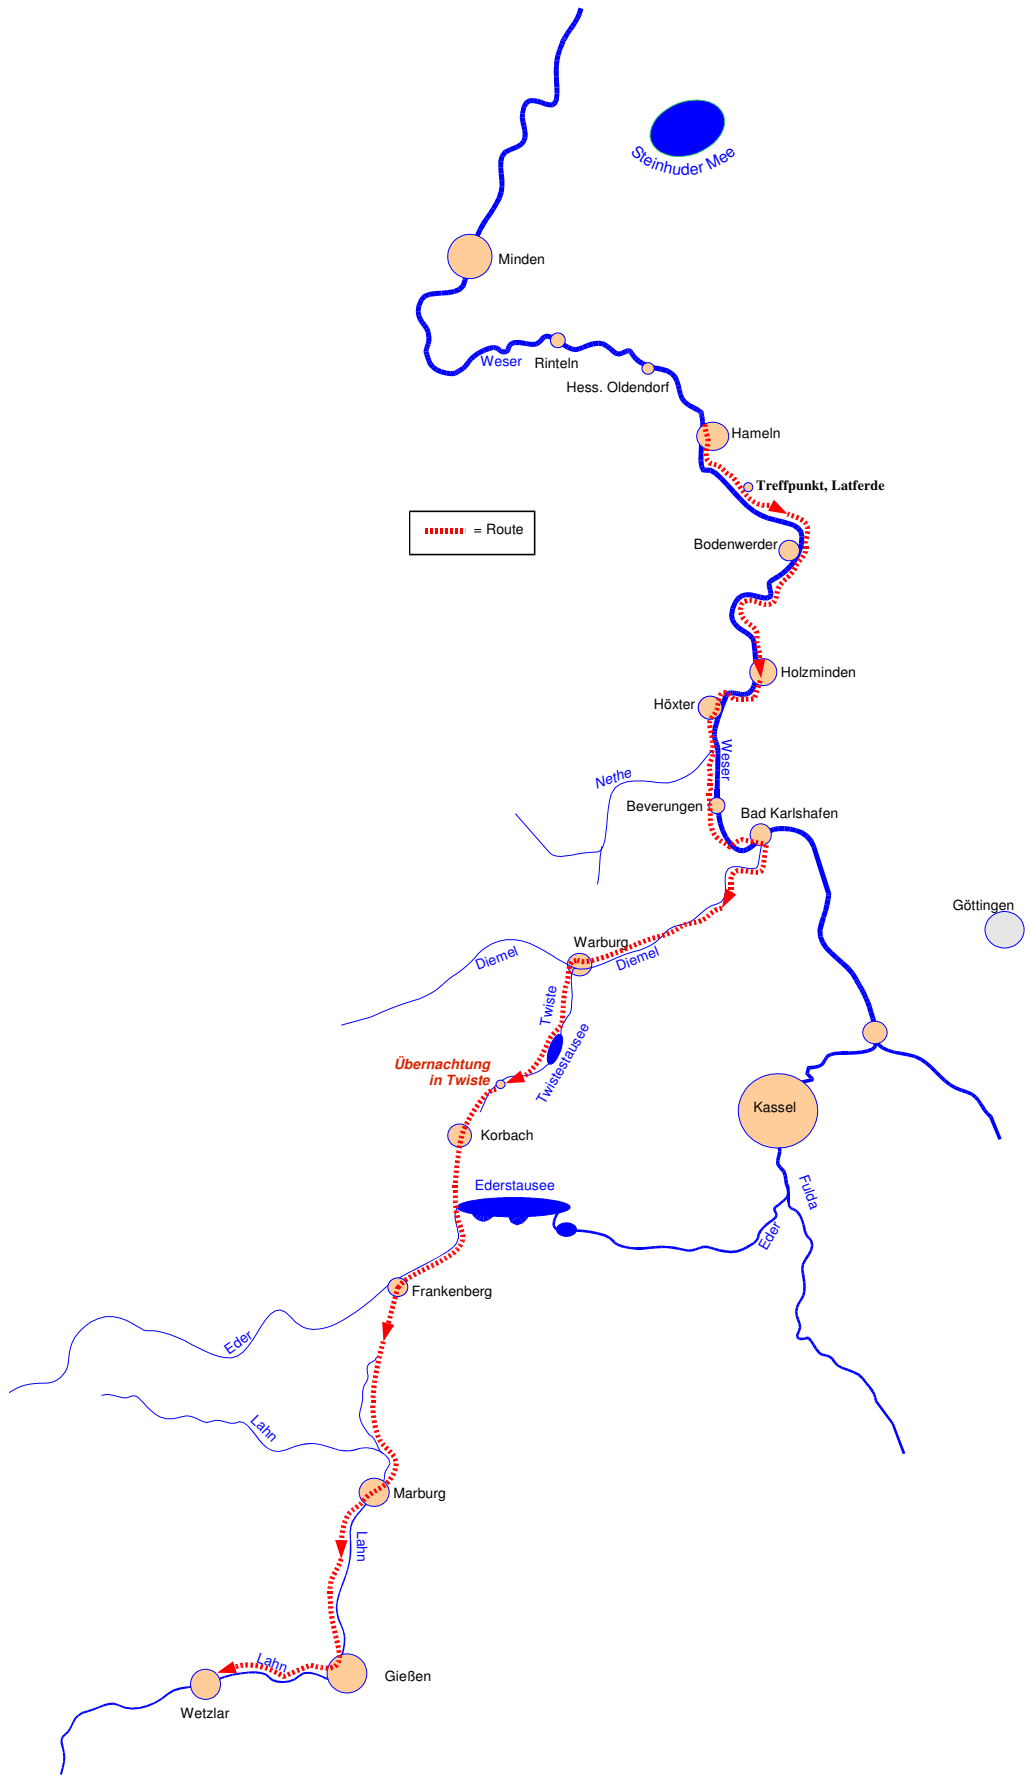 Steinhuder Mee
Minden
Weser
Rinteln
Hess. Oldendorf
Hameln
Treffpunkt, Latferde
= Route
Bodenwerder
Holzminden
Höxter
Weser
Nethe
Beverungen
Bad Karlshafen
Göttingen
Warburg
Diemel
Diemel
Twiste
Twistestausee
Übernachtung
in Twiste
Kassel
Korbach
Ederstausee
Fulda
Eder
Frankenberg
Eder
Lahn
Marburg
Lahn
Lahn
Gießen
Wetzlar